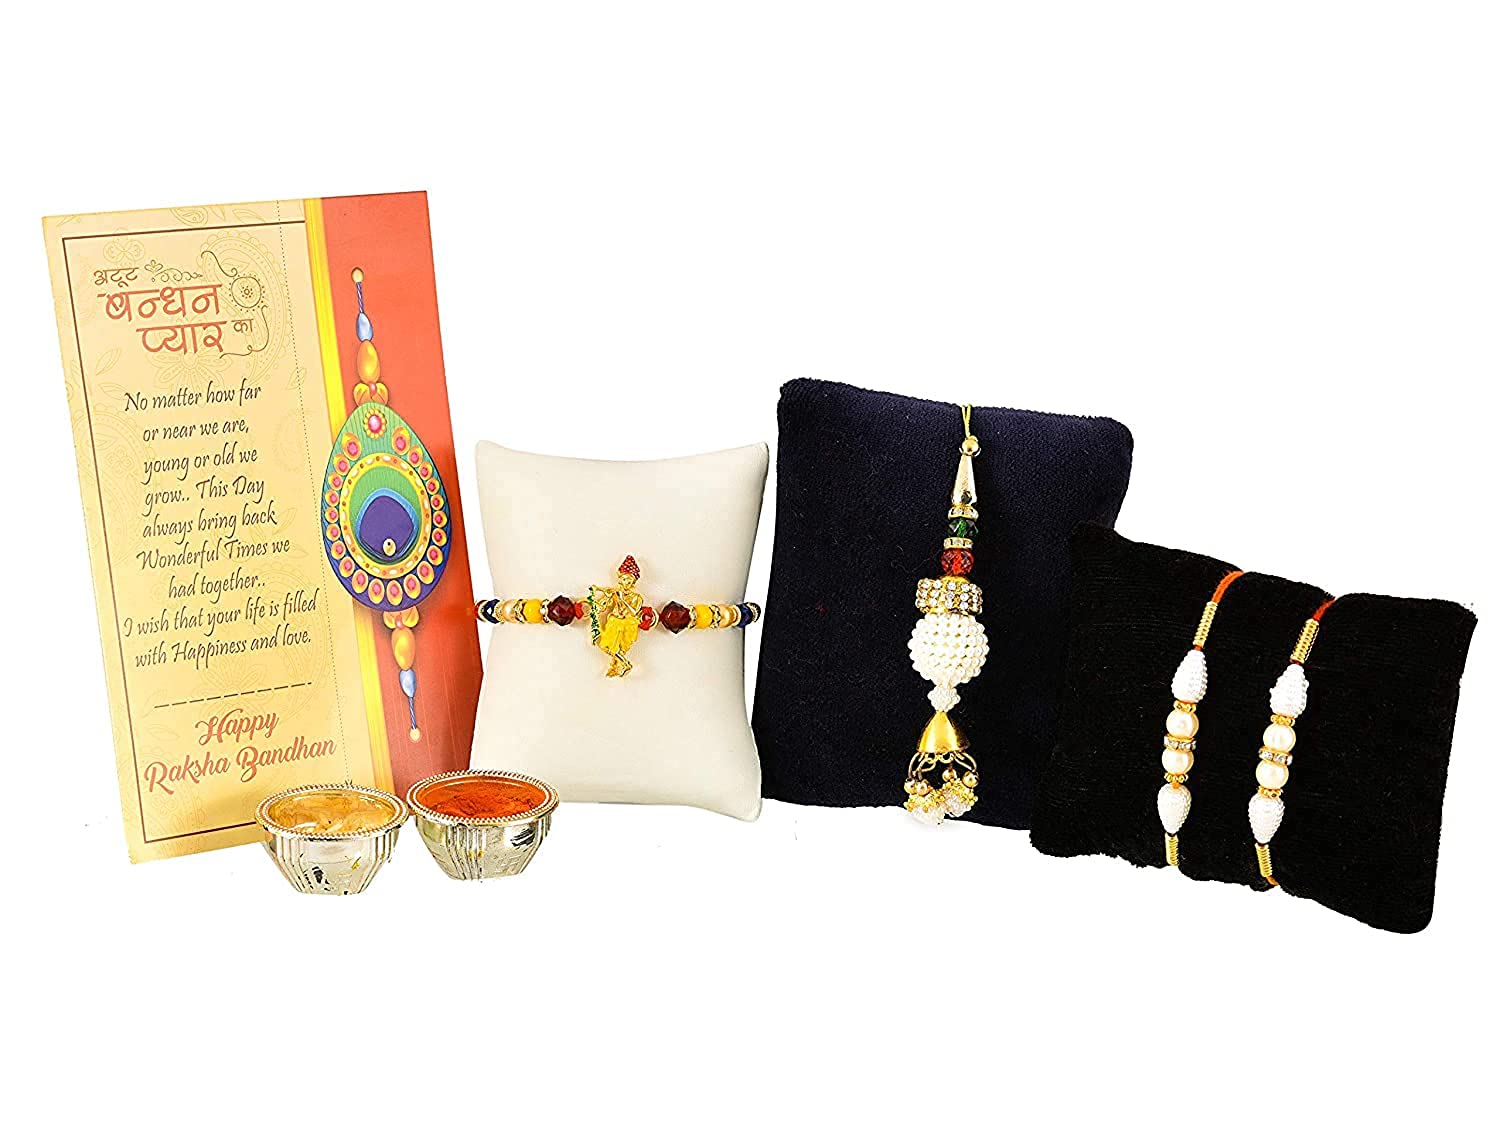 अटूट
बन्धन
प्यार का
No matter how far
or near we are,
young or old we
grow.. This Day
always bring back
Wonderful Times we
had together..
I wish that your life is filled
with Happiness and love.
Happy
Raksha Bandhan